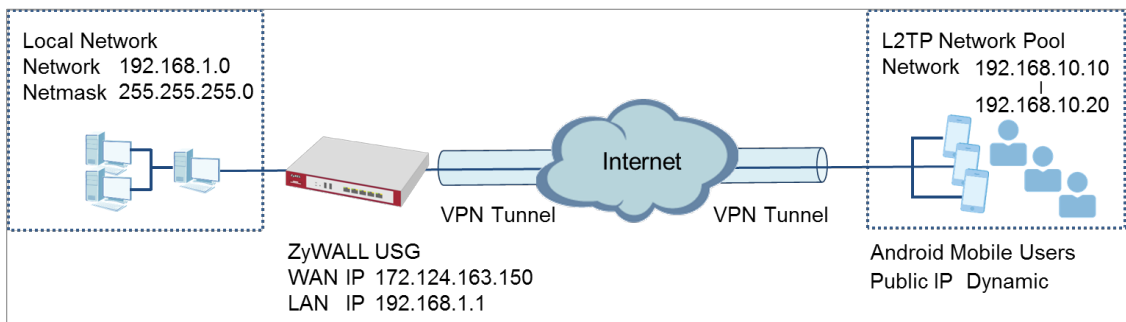 Local Network
Network 192.168.1.0
Netmask 255.255.255.0
L2TP Network Pool
Network 192.168.10.10
192.168.10.20
Internet
VPN Tunnel
VPN Tunnel
ZyWALL USG
WAN IP 172.124.163.150
LAN IP 192.168.1.1
Android Mobile Users
Public IP Dynamic